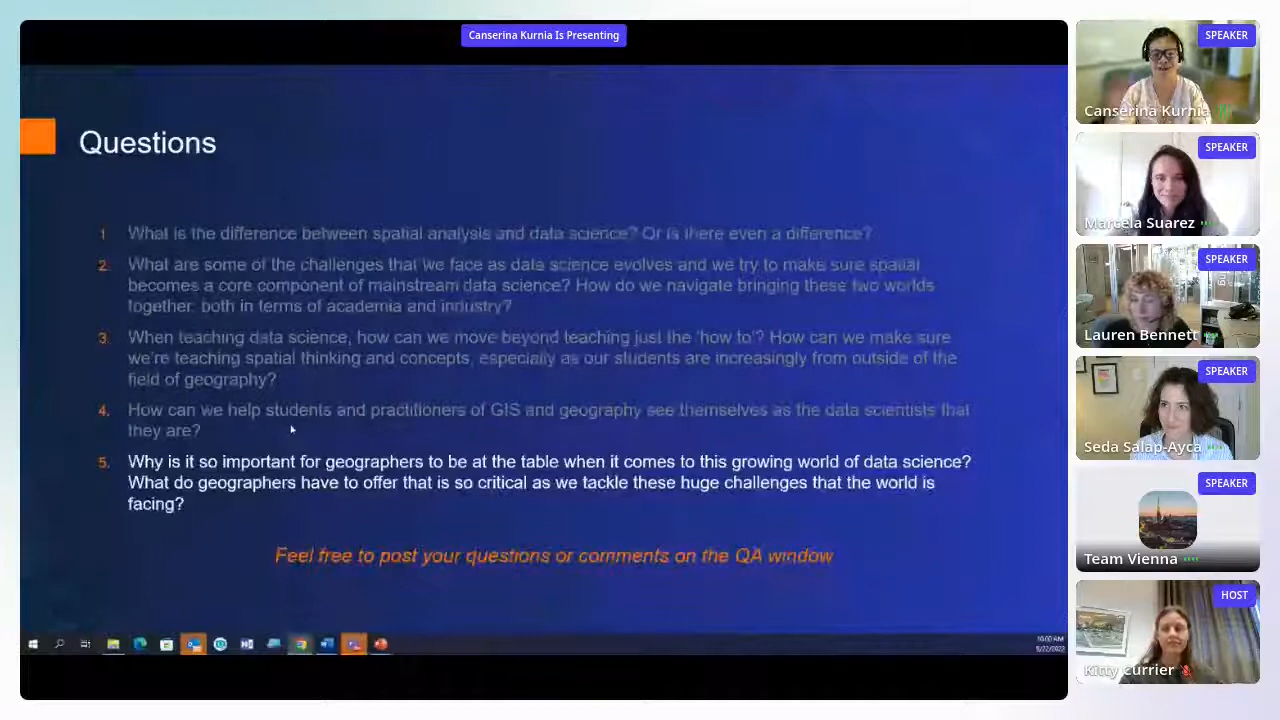 Canserina Kurnia Is Presenting
Questions
1 What is the difference between spatial analysis and data science? Or is there even a difference?
2. What are some of the challenges that we face as data science evolves and we try to make sure spatial
becomes a core component of mainstream data science? How do we navigate bringing these two worlds
together: both in terms of academia and industry?
3. When teaching data science, how can we move beyond teaching just the 'how to'? How can we make sure
we're teaching spatial thinking and concepts, especially as our students are increasingly from outside of the
field of geography?
4. How can we help students and practitioners of GIS and geography see themselves as the data scientists that
they are?
5. Why is it so important for geographers to be at the table when it comes to this growing world of data science?
What do geographers have to offer that is so critical as we tackle these huge challenges that the world is
facing?
Feel free to post your questions or comments on the QA window
10:00 AM
SPEAKER
Canserina Kurnia
SPEAKER
Marcela Suarez
SPEAKER
Lauren Bennett
SPEAKER
Seda Salap-Ayca
SPEAKER
Team Vienna
HOST
Kitty Currier